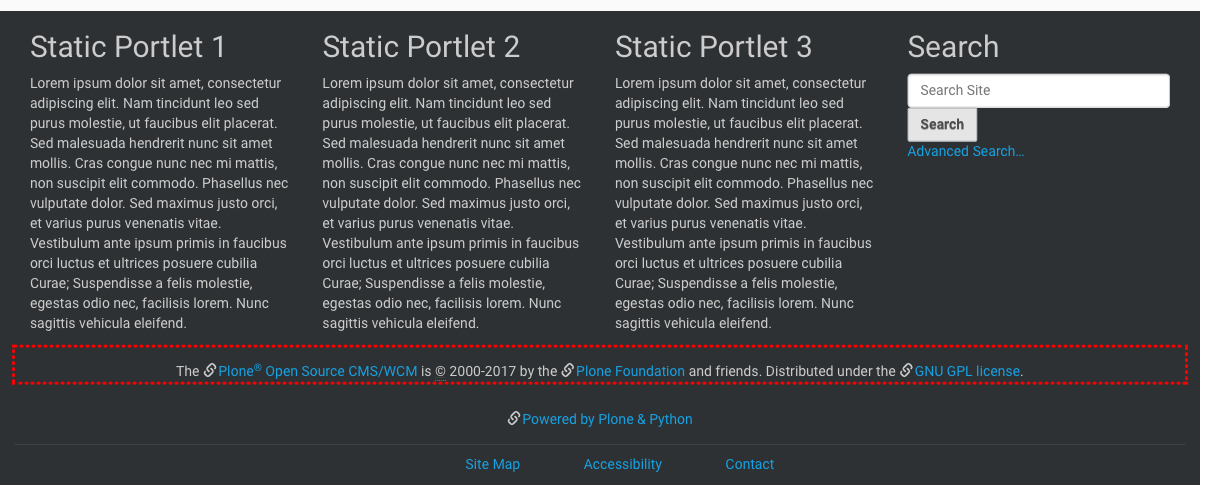 Static Portlet 1
Lorem ipsum dolor sit amet, consectetur
adipiscing elit. Nam tincidunt leo sed
purus molestie, ut faucibus elit placerat.
Sed malesuada hendrerit nunc sit amet
mollis. Cras congue nunc nec mi mattis,
non suscipit elit commodo. Phasellus nec
vulputate dolor. Sed maximus justo orci,
et varius purus venenatis vitae.
Vestibulum ante ipsum primis in faucibus
orci luctus et ultrices posuere cubilia
Curae; Suspendisse a felis molestie,
egestas odio nec, facilisis lorem. Nunc
sagittis vehicula eleifend.
Static Portlet 2
Lorem ipsum dolor sit amet, consectetur
adipiscing elit. Nam tincidunt leo sed
purus molestie, ut faucibus elit placerat.
Sed malesuada hendrerit nunc sit amet
mollis. Cras congue nunc nec mi mattis,
non suscipit elit commodo. Phasellus nec
vulputate dolor. Sed maximus justo orci,
et varius purus venenatis vitae.
Vestibulum ante ipsum primis in faucibus
orci luctus et ultrices posuere cubilia
Curae; Suspendisse a felis molestie,
egestas odio nec, facilisis lorem. Nunc
sagittis vehicula eleifend.
Static Portlet 3
Lorem ipsum dolor sit amet, consectetur
adipiscing elit. Nam tincidunt leo sed
purus molestie, ut faucibus elit placerat.
Sed malesuada hendrerit nunc sit amet
mollis. Cras congue nunc nec mi mattis,
non suscipit elit commodo. Phasellus nec
vulputate dolor. Sed maximus justo orci,
et varius purus venenatis vitae.
Vestibulum ante ipsum primis in faucibus
orci luctus et ultrices posuere cubilia
Curae; Suspendisse a felis molestie,
egestas odio nec, facilisis lorem. Nunc
sagittis vehicula eleifend.
Search
Search Site
Search
Advanced Search…
The Plone® Open Source CMS/WCM is © 2000-2017 by the Plone Foundation and friends. Distributed under the GNU GPL license.
Powered by Plone & Python
Site Map Accessibility Contact